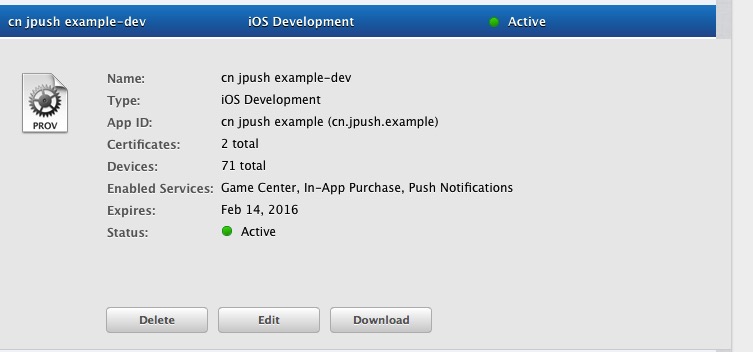 cn jpush example-dev iOS Development Active
Name: cn jpush example-dev
Type: iOS Development
App ID: cn jpush example (cn.jpush.example)
Certificates: 2 total
Devices: 71 total
Enabled Services: Game Center, In-App Purchase, Push Notifications
Expires: Feb 14, 2016
Status: Active
PROV
Delete Edit Download